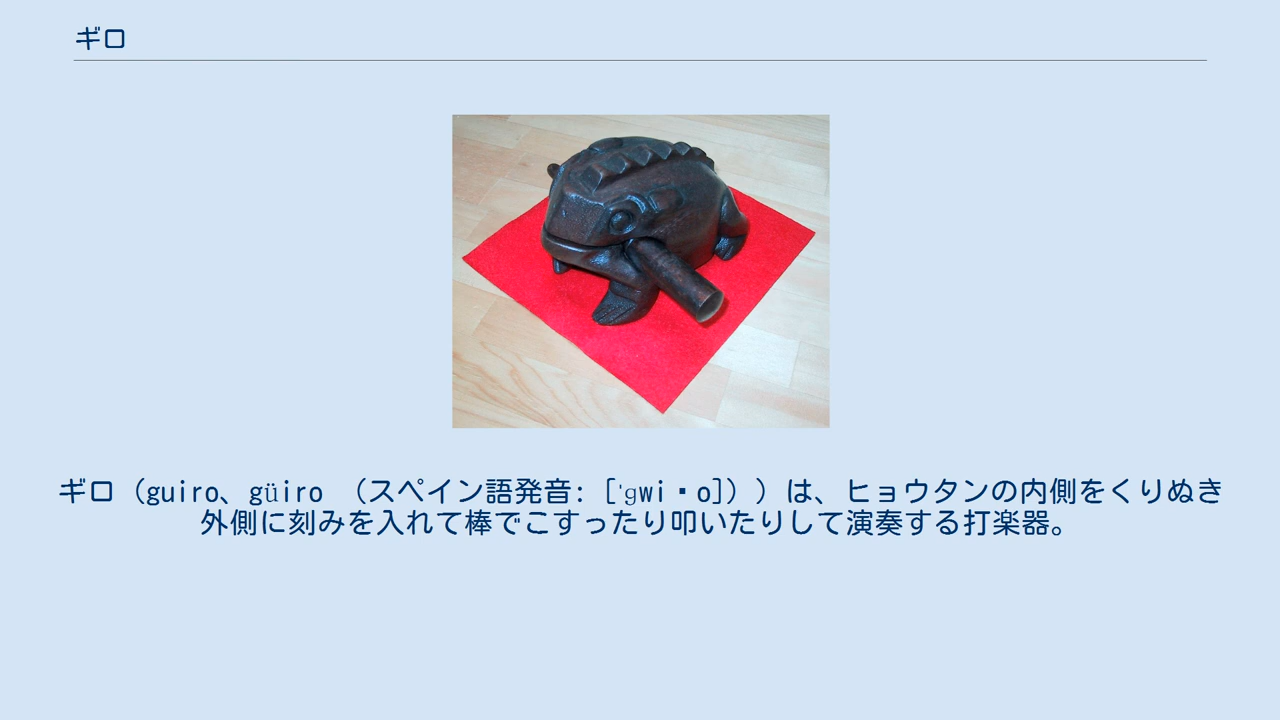 ギロ
ギロ（guiro、güiro （スペイン語発音: [ˈɡwi·o]））は、ヒョウタンの内側をくりぬき
外側に刻みを入れて棒でこすったり叩いたりして演奏する打楽器。